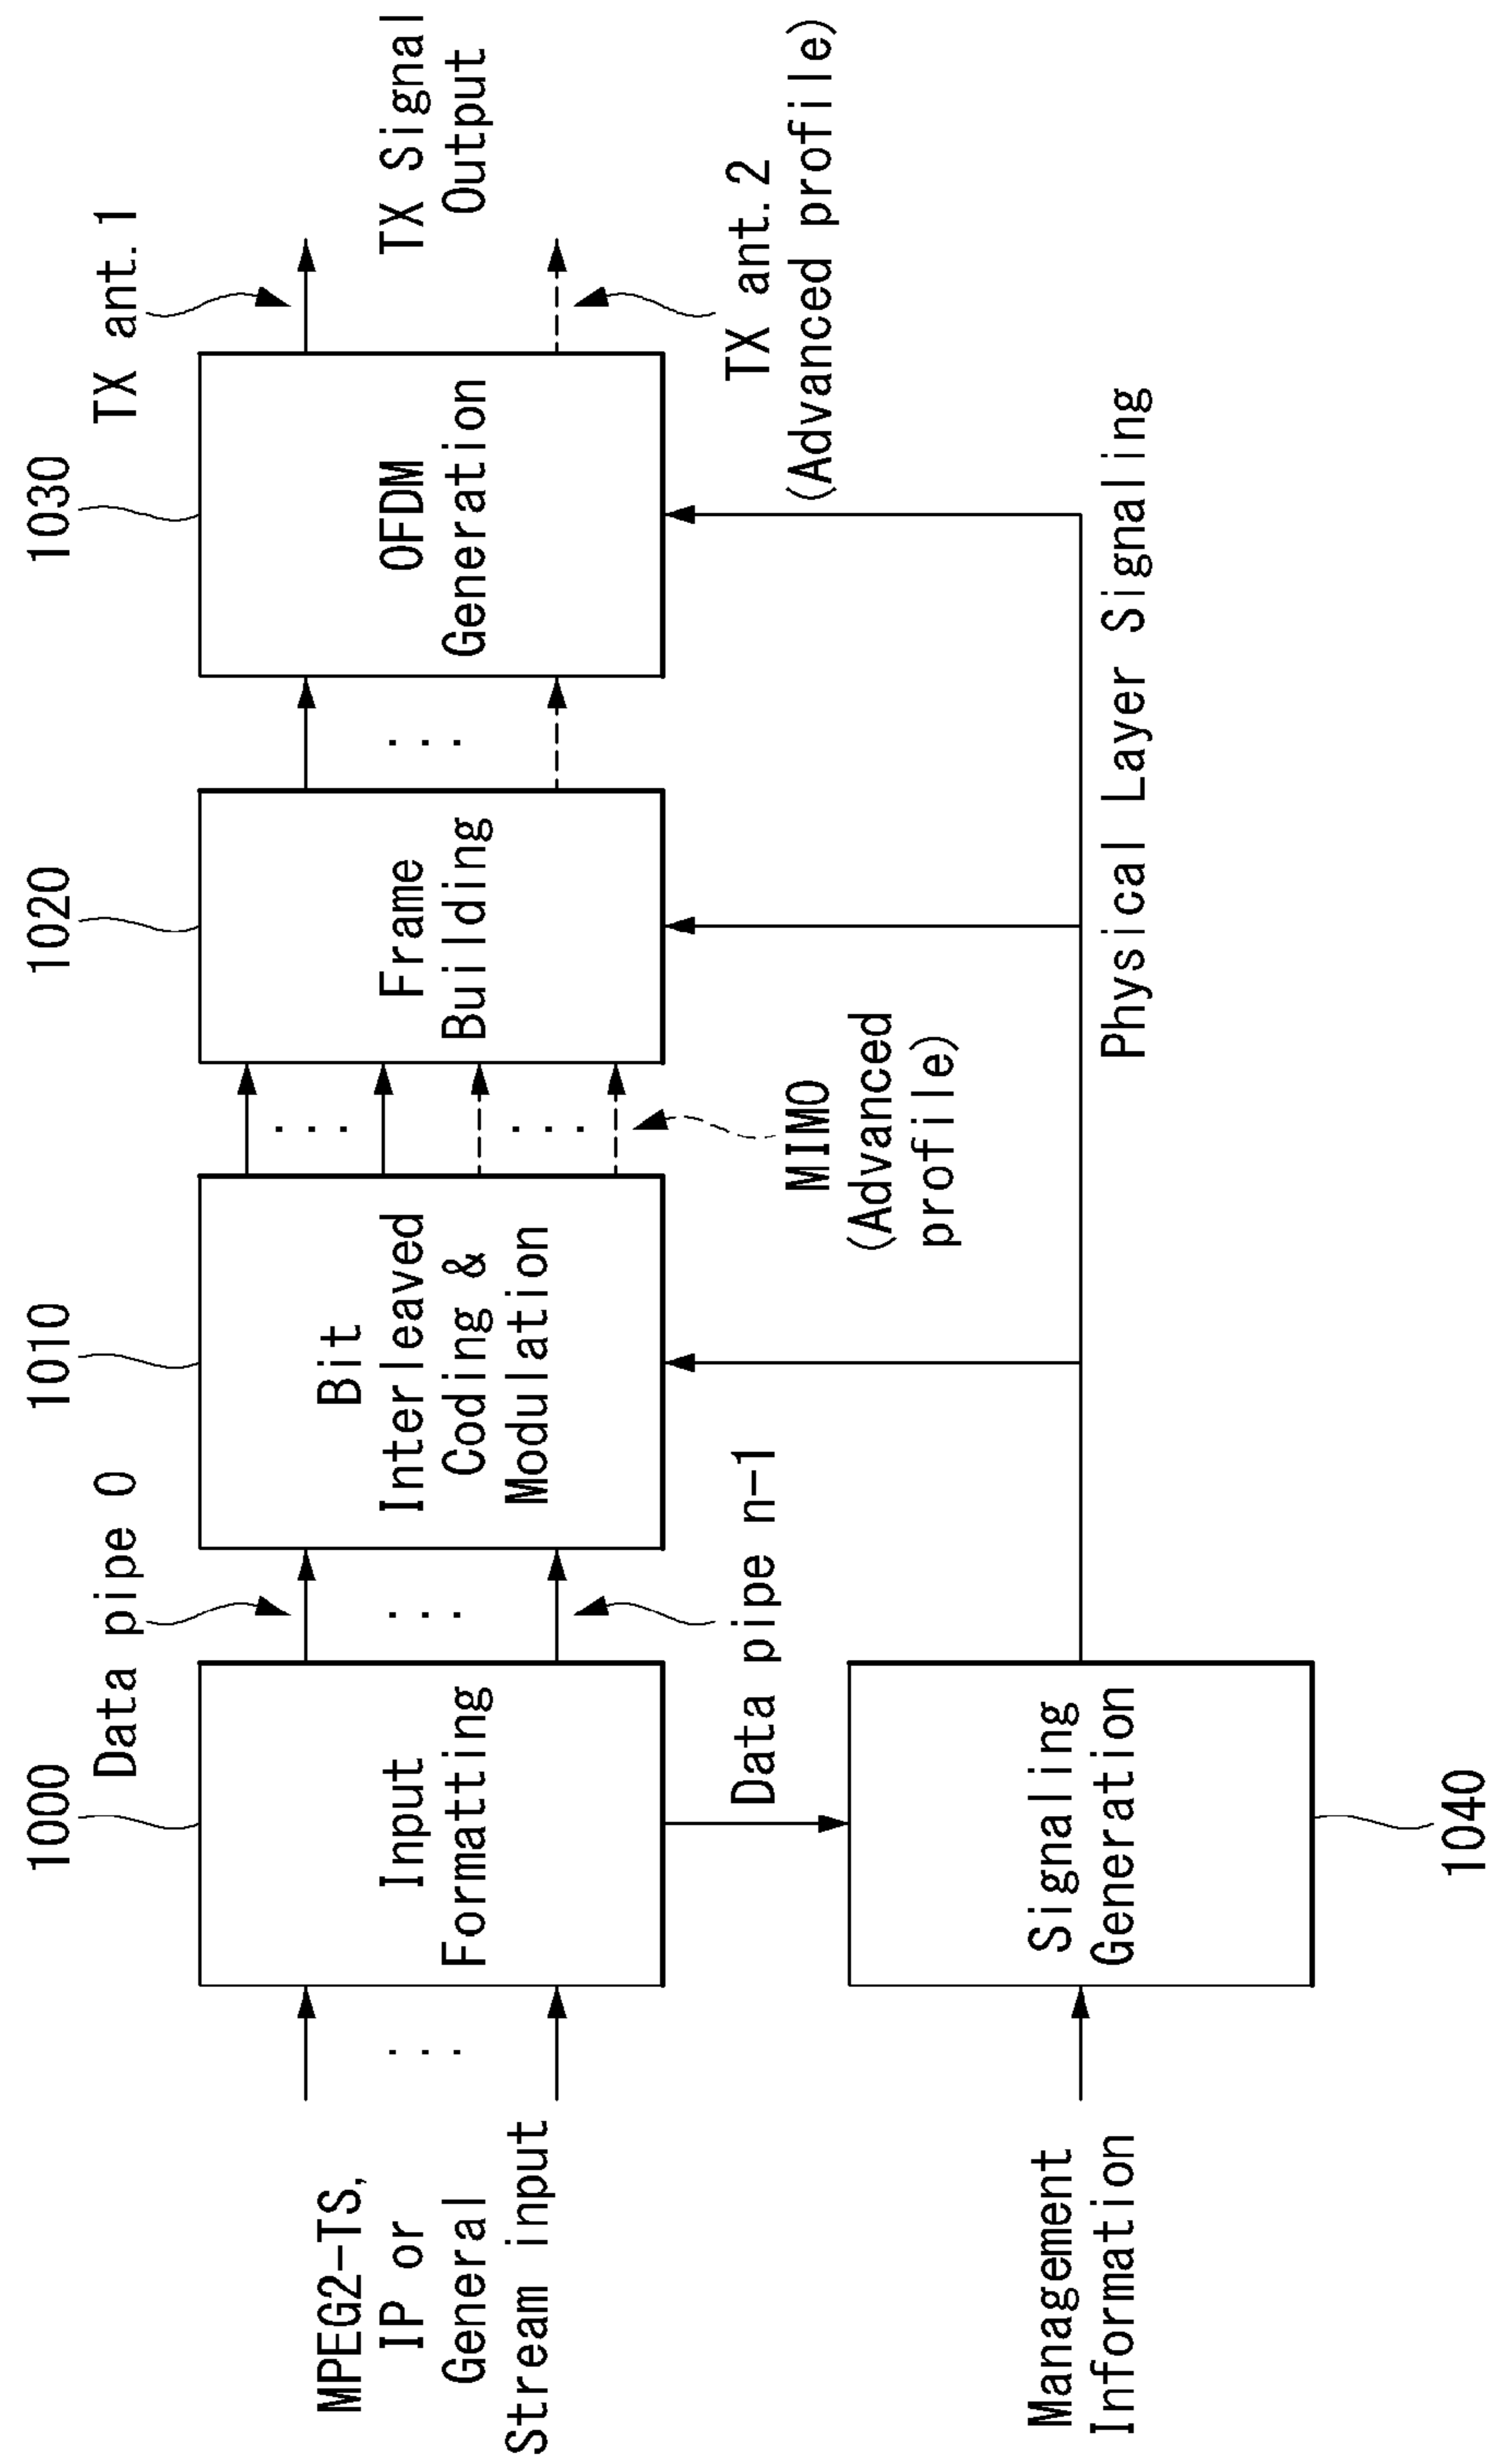 1000
1010
1020
1030
Data pipe 0
TX ant.1
MPEG2-TS,
IP or
General
Stream input
Input
Formatting
Bit
Interleaved
Coding &
Modulation
Frame
Building
OFDM
Generation
TX Signal
Output
Data pipe n-1
MIMO
(Advanced
profile)
TX ant.2
(Advanced profile)
Management
Information
Signaling
Generation
Physical Layer Signaling
1040